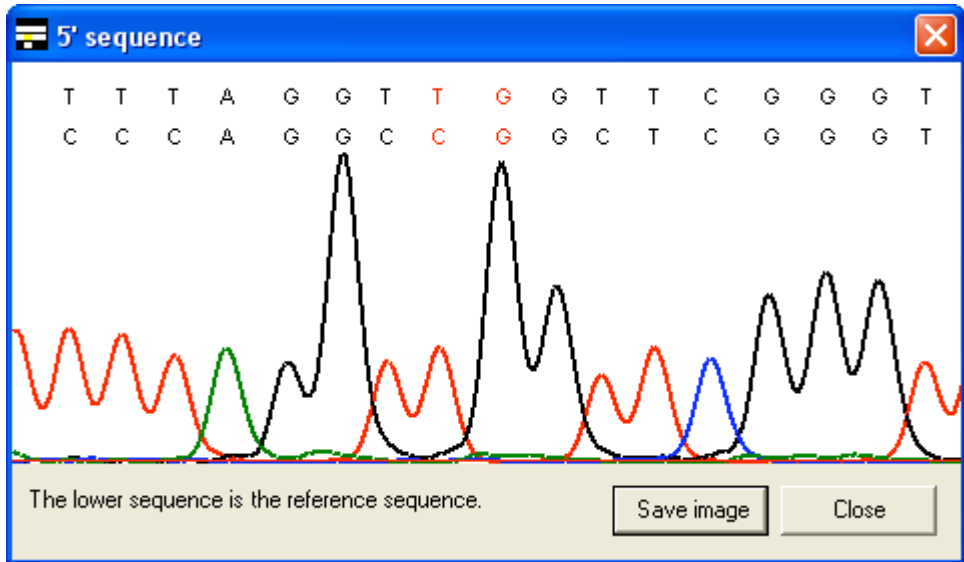 5' sequence
T T T A G G T T G G T T C G G G T
C C C A G G C C G G C T C G G G T
The lower sequence is the reference sequence.
Save image
Close